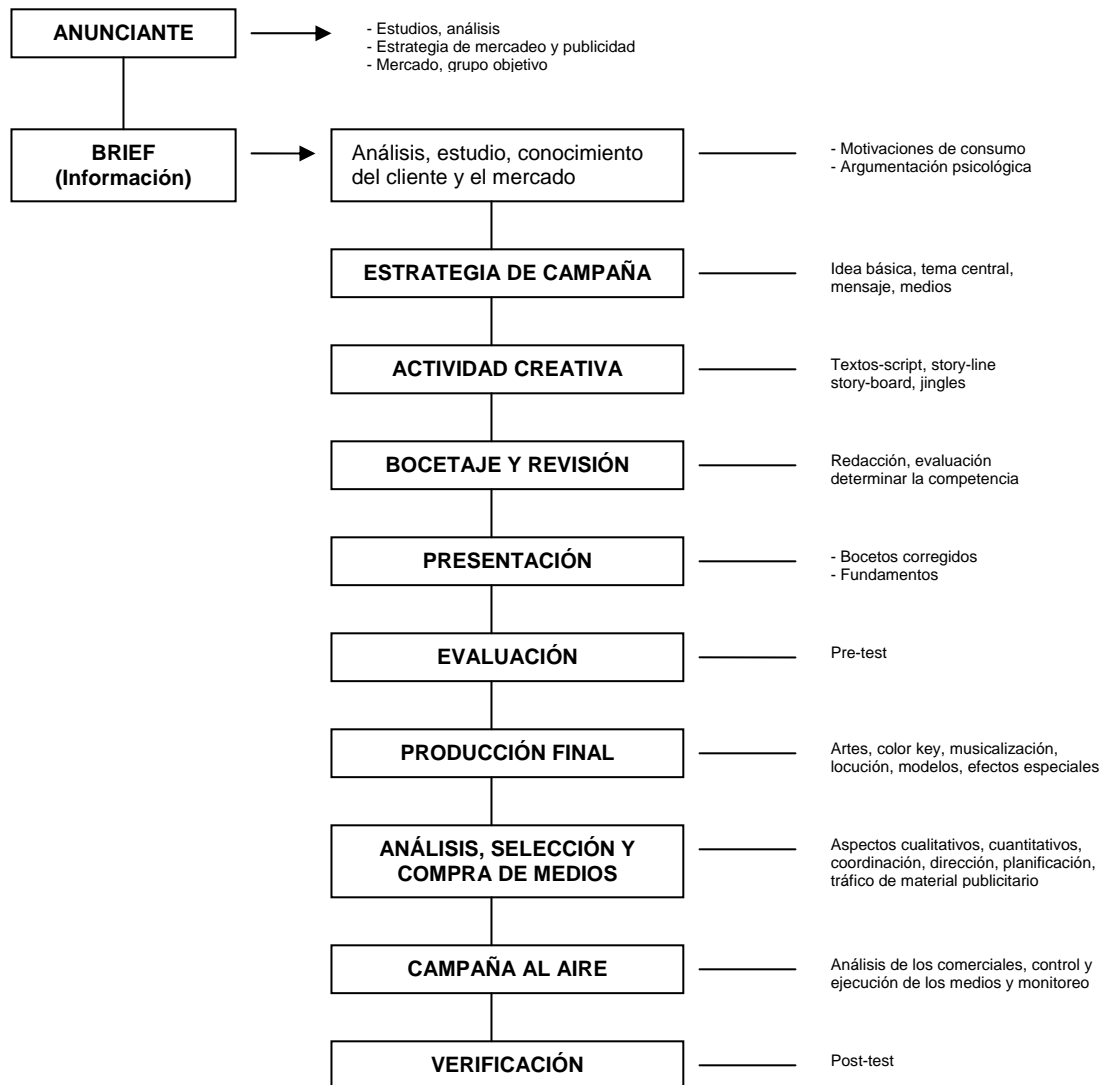 ANUNCIANTE
- Estudios, análisis
- Estrategia de mercadeo y publicidad
- Mercado, grupo objetivo
BRIEF
(Información)
Análisis, estudio, conocimiento
del cliente y el mercado
- Motivaciones de consumo
- Argumentación psicológica
ESTRATEGIA DE CAMPAÑA
Idea básica, tema central,
mensaje, medios
ACTIVIDAD CREATIVA
Textos-script, story-line
story-board, jingles
BOCETAJE Y REVISIÓN
Redacción, evaluación
determinar la competencia
PRESENTACIÓN
- Bocetos corregidos
- Fundamentos
EVALUACIÓN
Pre-test
PRODUCCIÓN FINAL
Artes, color key, musicalización,
locución, modelos, efectos especiales
ANÁLISIS, SELECCIÓN Y
COMPRA DE MEDIOS
Aspectos cualitativos, cuantitativos,
coordinación, dirección, planificación,
tráfico de material publicitario
CAMPAÑA AL AIRE
Análisis de los comerciales, control y
ejecución de los medios y monitoreo
VERIFICACIÓN
Post-test